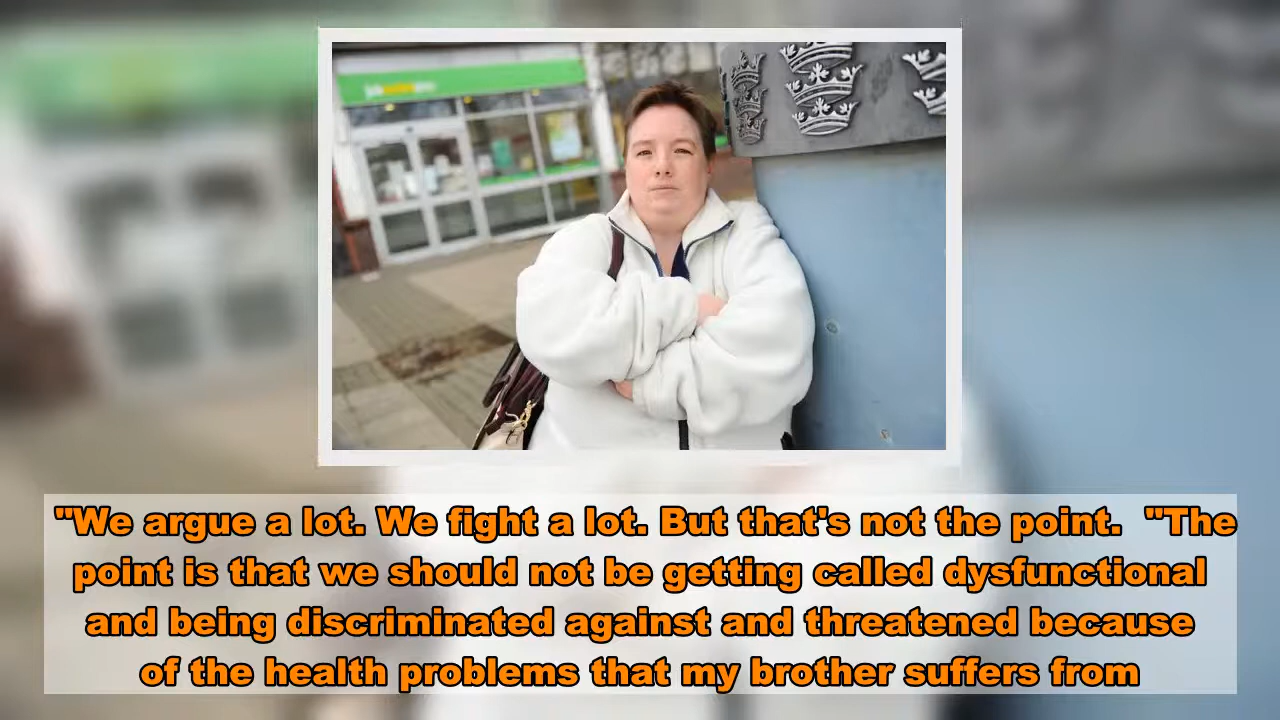 "We argue a lot. We fight a lot. But that's not the point.  "The
point is that we should not be getting called dysfunctional
and being discriminated against and threatened because
of the health problems that my brother suffers from